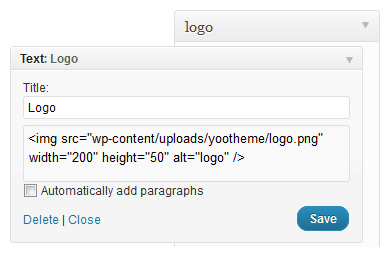 logo
Text: Logo
Title:
Logo
<img src="wp-content/uploads/yootheme/logo.png"
width="200" height="50" alt="logo" />
Automatically add paragraphs
Delete | Close
Save